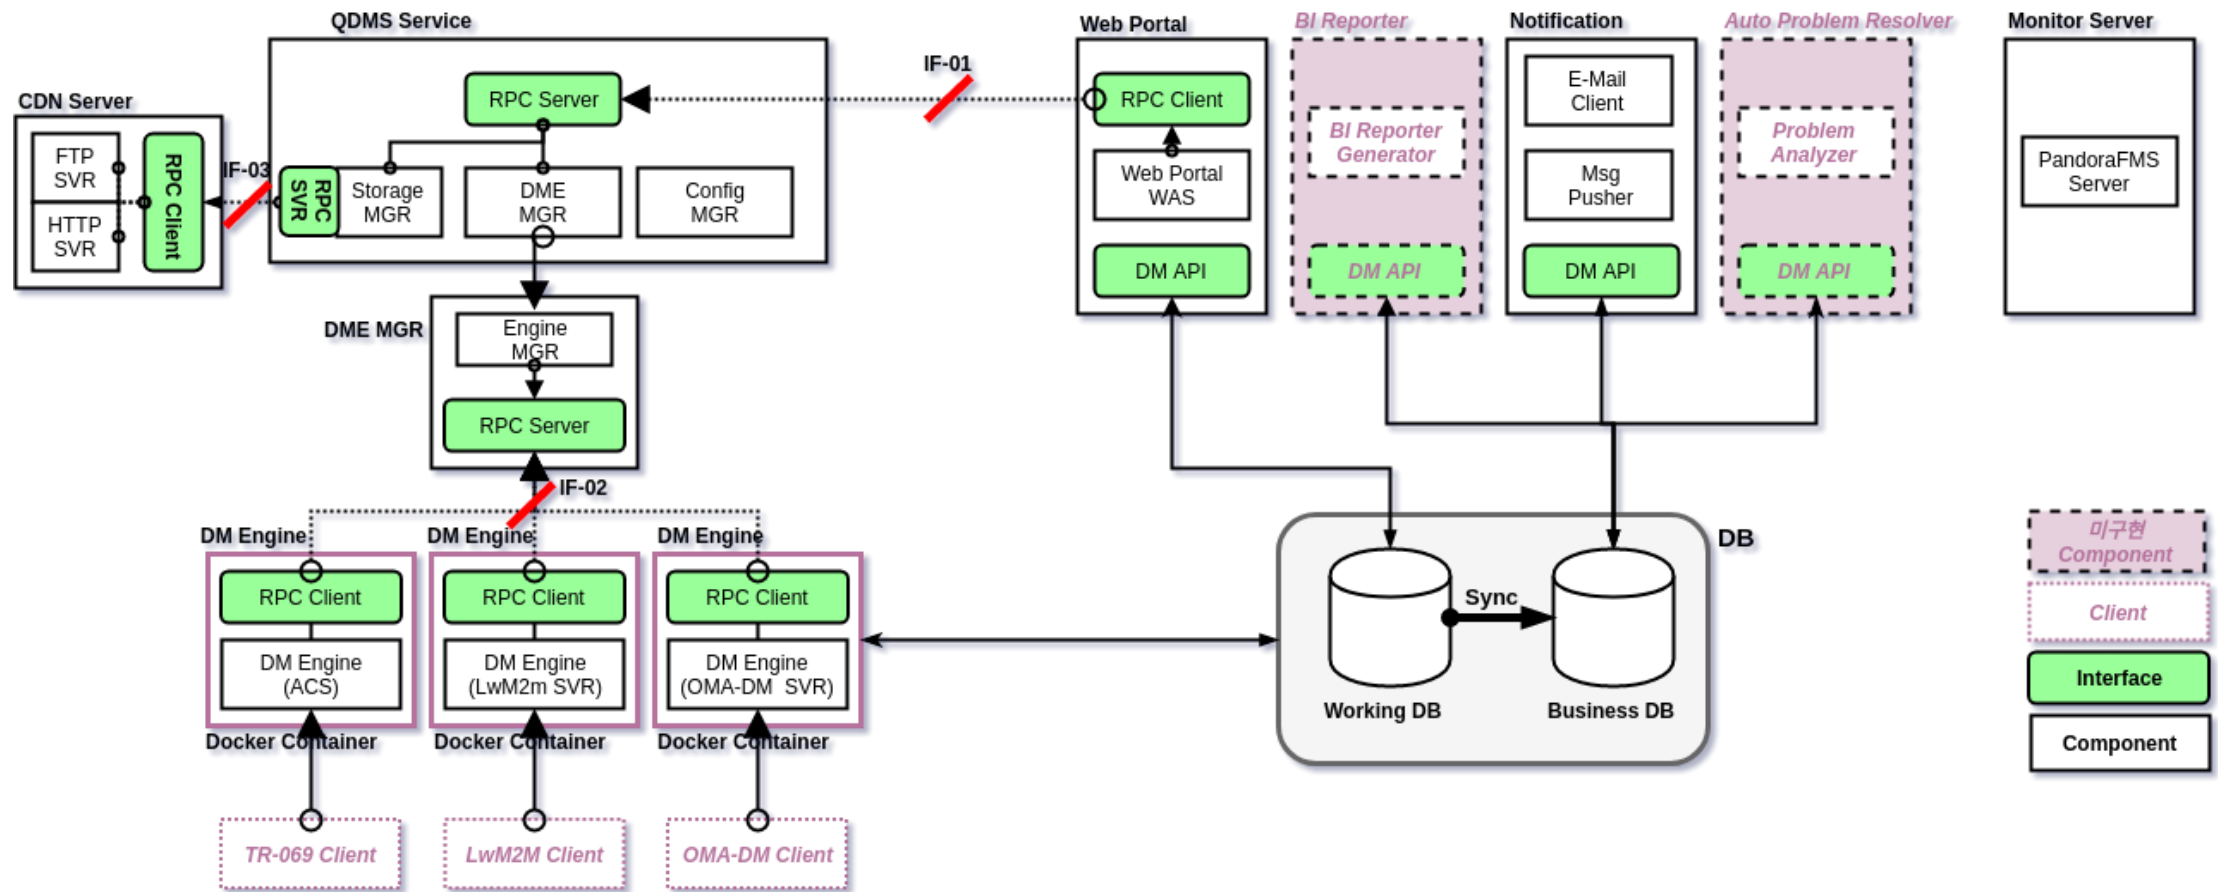 QDMS Service
Web Portal
BI Reporter
Notification
Auto Problem Resolver
Monitor Server
CDN Server
FTP
SVR
HTTP
SVR
RPC Client
IF-03
RPC Server
IF-01
RPC
SVR
Storage
MGR
DME
MGR
Config
MGR
RPC Client
Web Portal
WAS
DM API
BI Reporter
Generator
DM API
E-Mail
Client
Msg
Pusher
DM API
Problem
Analyzer
DM API
PandoraFMS
Server
DME MGR
Engine
MGR
RPC Server
IF-02
DM Engine
DM Engine
DM Engine
RPC Client
RPC Client
RPC Client
DM Engine
(ACS)
DM Engine
(LwM2m SVR)
DM Engine
(OMA-DM SVR)
Docker Container
Docker Container
Docker Container
TR-069 Client
LwM2M Client
OMA-DM Client
DB
Sync
Working DB
Business DB
미구현
Component
Client
Interface
Component